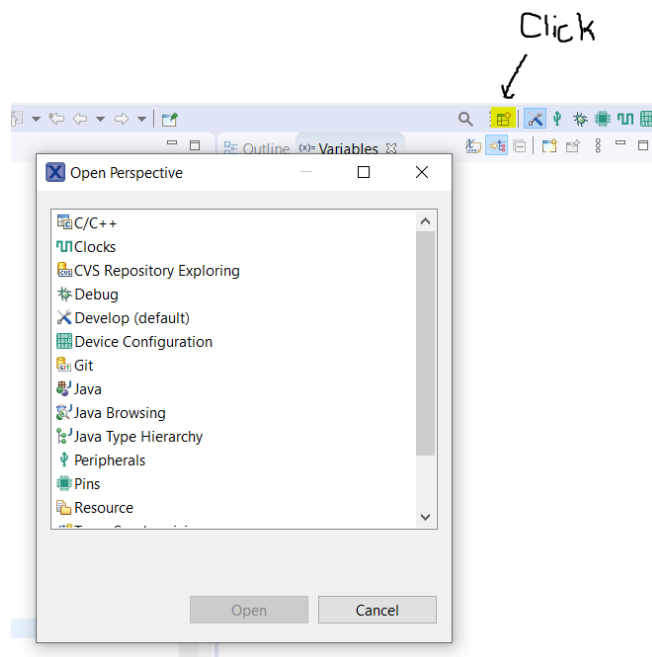 Click
Outline
(x)= Variables
Open Perspective
C/C++
Clocks
CVS Repository Exploring
Debug
Develop (default)
Device Configuration
Git
Java
Java Browsing
Java Type Hierarchy
Peripherals
Pins
Resource
Open
Cancel